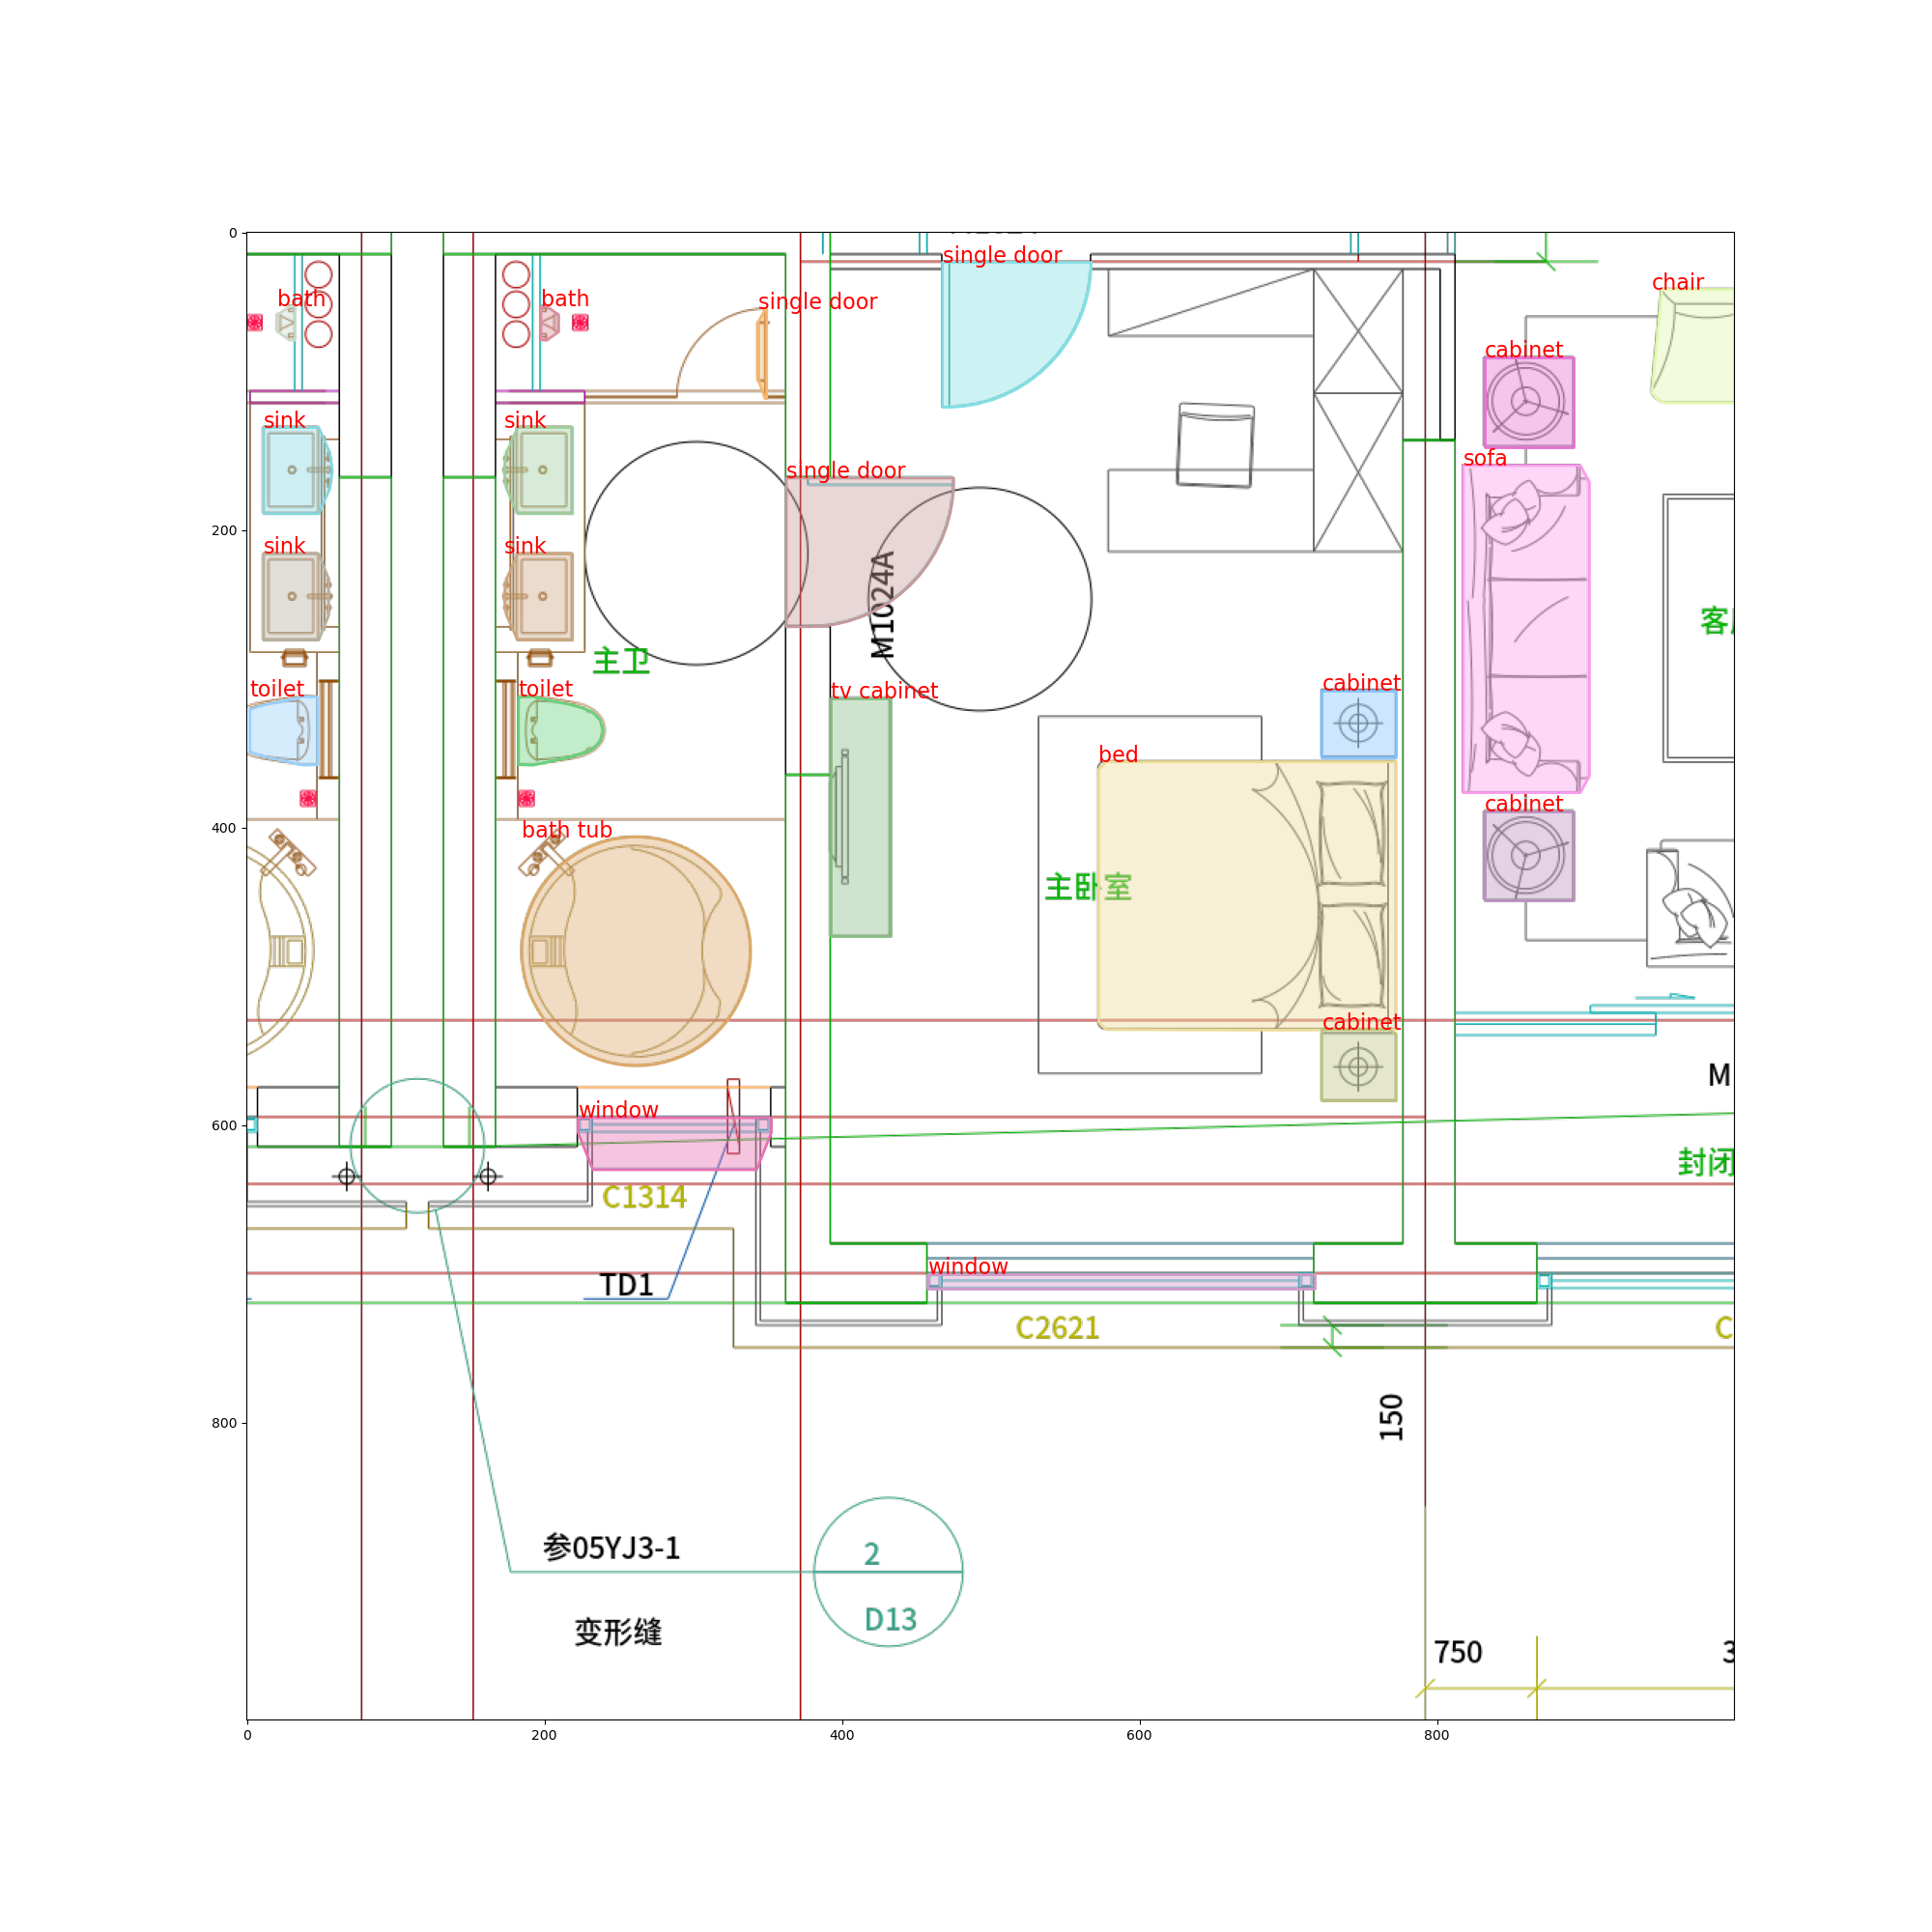 0
200
400
600
800
0
200
400
600
800
single door
bath
bath
single door
chair
cabinet
sink
sink
sofa
single door
sink
sink
M1024A
客
主卫
toilet
toilet
tv cabinet
cabinet
bed
bath tub
cabinet
主卧室
cabinet
M
window
封闭
C1314
window
TD1
C2621
C
150
参05YJ3-1
2
D13
变形缝
750
3